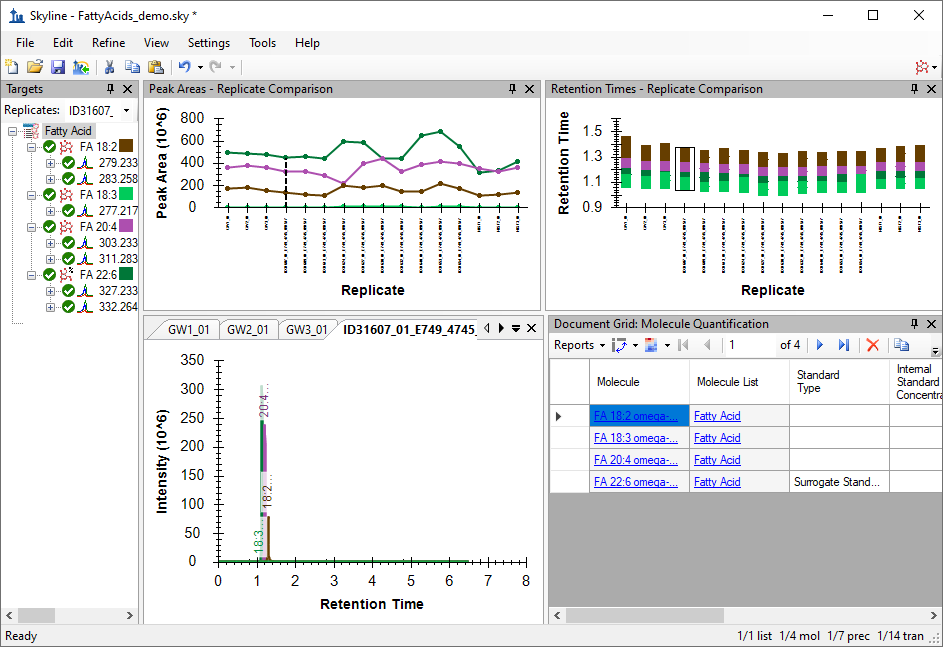 Skyline - FattyAcids_demo.sky *
File Edit Refine View Settings Tools Help
Targets
Replicates: ID31607_
Fatty Acid
FA 18:2
279.233
283.258
FA 18:3
277.217
FA 20:4
303.233
311.283
FA 22:6
327.233
332.264
Peak Areas - Replicate Comparison
Peak Area (10^6)
800
600
400
200
0
Replicate
Retention Times - Replicate Comparison
Retention Time
1.5
1.3
1.1
0.9
Replicate
GW1_01 GW2_01 GW3_01 ID31607_01_E749_4745_
Intensity (10^6)
350
300
250
200
150
100
50
0
20:4...
18:2...
18:3...
0 1 2 3 4 5 6 7 8
Retention Time
Document Grid: Molecule Quantification
Reports 1 of 4
Molecule Molecule List Standard Type Internal Standard Concentra
FA 18:2 omega-... Fatty Acid
FA 18:3 omega-... Fatty Acid
FA 20:4 omega-... Fatty Acid
FA 22:6 omega-... Fatty Acid Surrogate Stand...
Ready 1/1 list 1/4 mol 1/7 prec 1/14 tran